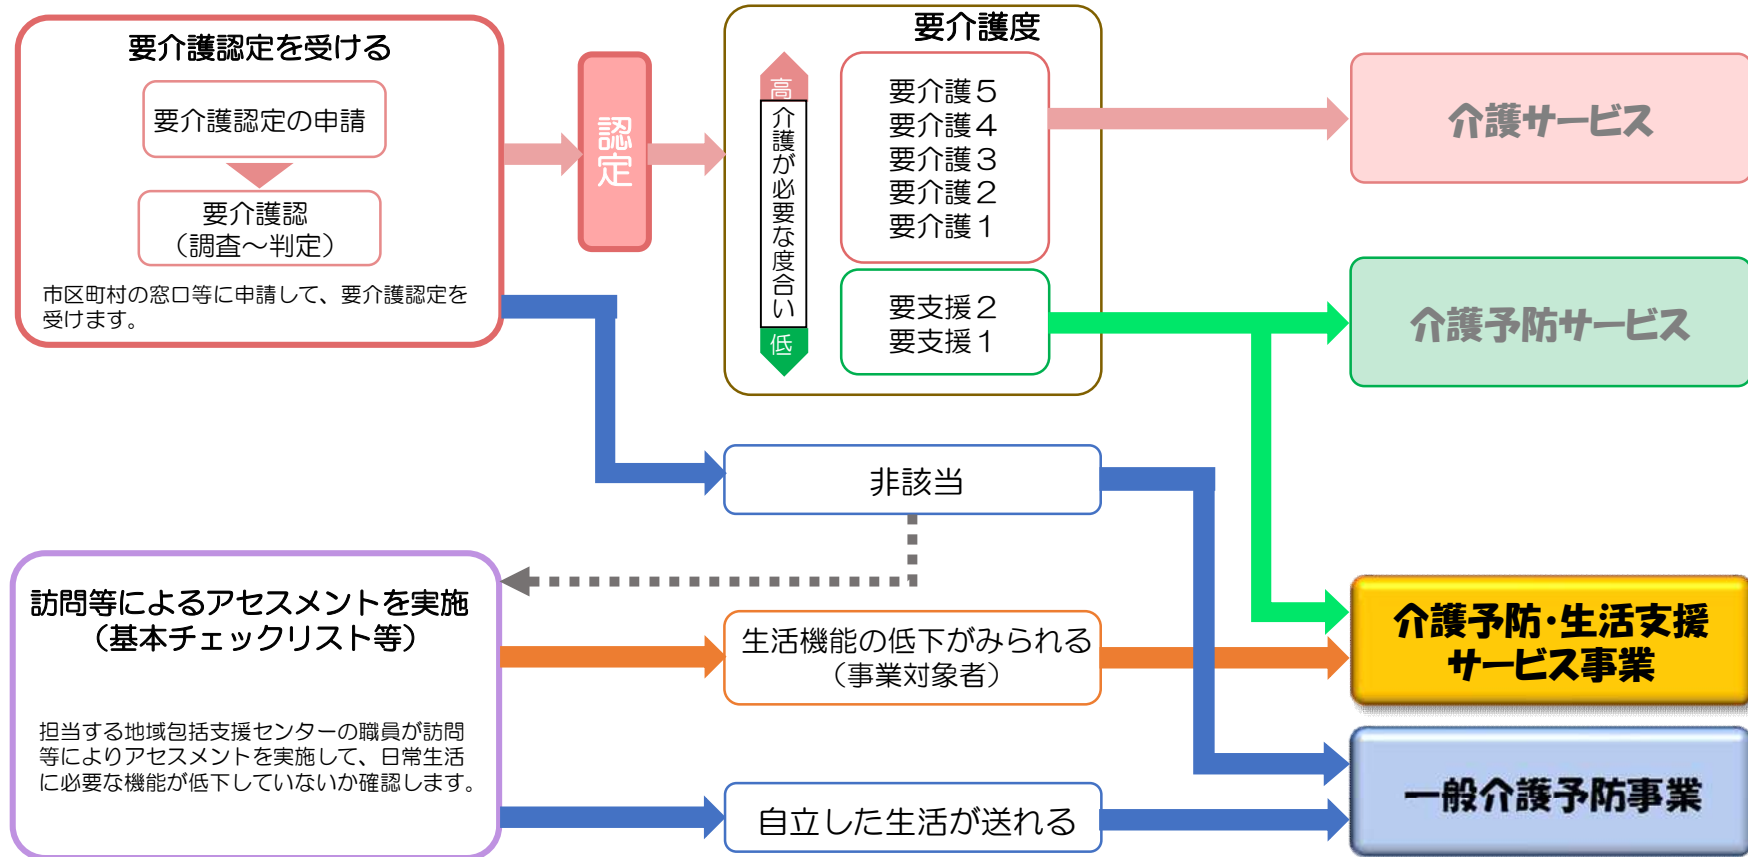 要介護認定を受ける
要介護認定の申請
要介護認
（調査～判定）
市区町村の窓口等に申請して、要介護認定を
受けます。
認定
要介護度
高
介護が必要な度合い
低
要介護５
要介護４
要介護３
要介護２
要介護１
要支援２
要支援１
介護サービス
介護予防サービス
非該当
訪問等によるアセスメントを実施
（基本チェックリスト等）
担当する地域包括支援センターの職員が訪問
等によりアセスメントを実施して、日常生活
に必要な機能が低下していないか確認します。
生活機能の低下がみられる
（事業対象者）
自立した生活が送れる
介護予防・生活支援
サービス事業
一般介護予防事業